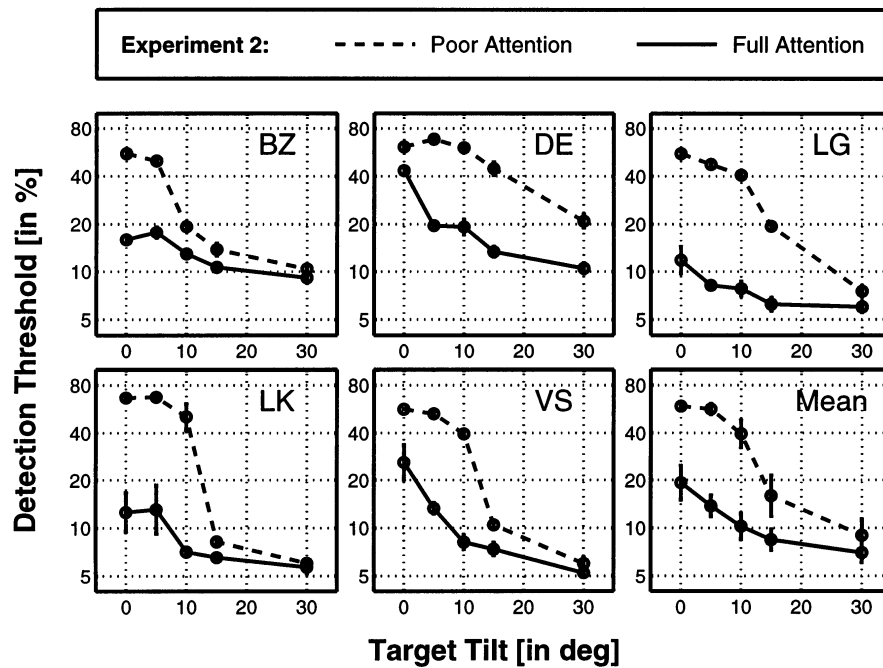 Experiment 2: Poor Attention Full Attention
Detection Threshold [in %]
80 40 20 10 5
BZ
0 10 20 30
80 40 20 10 5
DE
0 10 20 30
80 40 20 10 5
LG
0 10 20 30
80 40 20 10 5
LK
0 10 20 30
80 40 20 10 5
VS
0 10 20 30
80 40 20 10 5
Mean
0 10 20 30
Target Tilt [in deg]